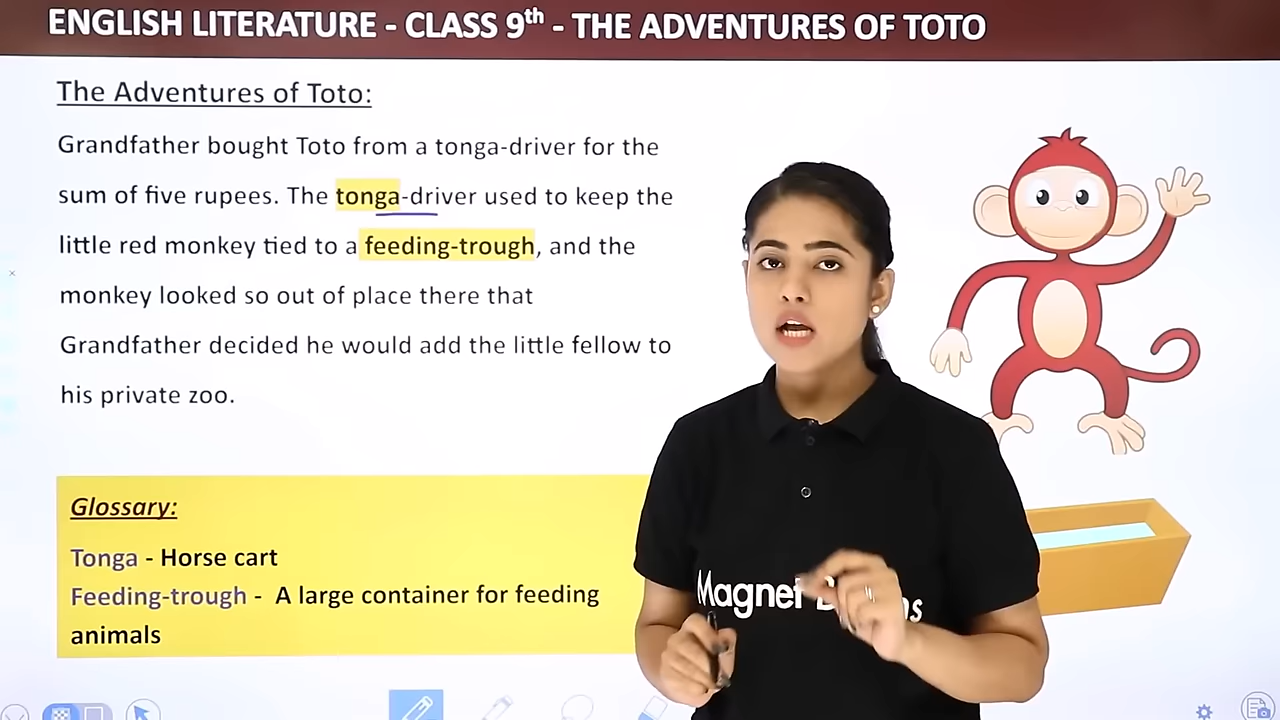 ENGLISH LITERATURE - CLASS 9th - THE ADVENTURES OF TOTO
The Adventures of Toto:
Grandfather bought Toto from a tonga-driver for the
sum of five rupees. The tonga-driver used to keep the
little red monkey tied to a feeding-trough, and the
monkey looked so out of place there that
Grandfather decided he would add the little fellow to
his private zoo.
Glossary:
Tonga - Horse cart
Feeding-trough - A large container for feeding
animals
Magnet